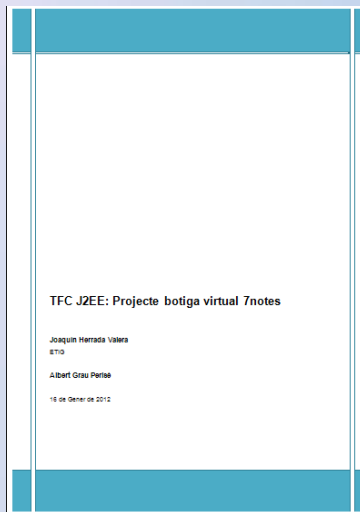 TFC J2EE: Projecte botiga virtual 7notes
Joaquin Herrada Valera
ETIG
Albert Grau Perisé
16 de Gener de 2012